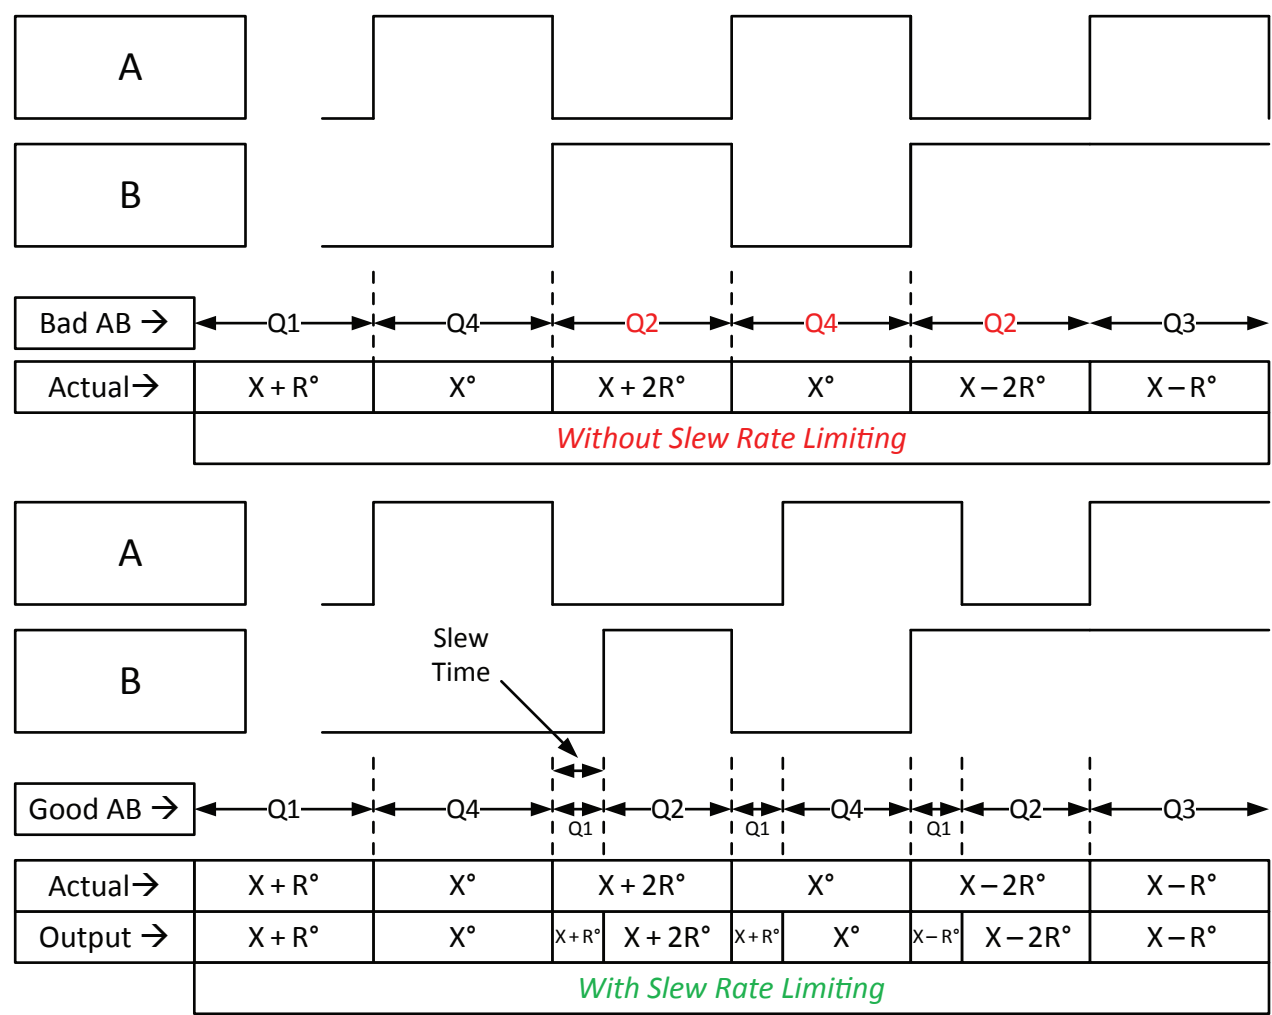 A
B
Bad AB → Q1 Q4 Q2 Q4 Q2 Q3
Actual→ X + R° X° X + 2R° X° X – 2R° X – R°
Without Slew Rate Limiting
A
Slew
Time
B
Good AB → Q1 Q4 Q1 Q2 Q1 Q4 Q1 Q2 Q3
Actual→ X + R° X° X + 2R° X° X – 2R° X – R°
Output → X + R° X° X + R° X + 2R° X + R° X° X – R° X – 2R° X – R°
With Slew Rate Limiting